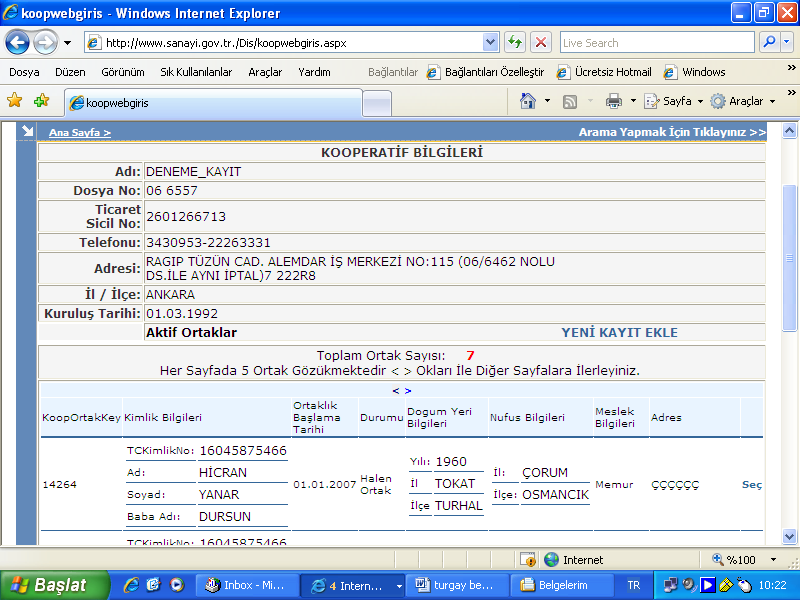 koopwebgiris - Windows Internet Explorer
http://www.sanayi.gov.tr./Dis/koopwebgiris.aspx
Live Search
Dosya Düzen Görünüm Sık Kullanılanlar Araçlar Yardım Bağlantılar Bağlantıları Özelleştir Ücretsiz Hotmail Windows »
koopwebgiris Sayfa Araçlar »
Ana Sayfa > Arama Yapmak İçin Tıklayınız >>
KOOPERATİF BİLGİLERİ
Adı: DENEME_KAYIT
Dosya No: 06 6557
Ticaret
Sicil No: 2601266713
Telefonu: 3430953-22263331
Adresi: RAGIP TÜZÜN CAD. ALEMDAR İŞ MERKEZİ NO:115 (06/6462 NOLU
DS.İLE AYNI İPTAL)7 222R8
İl / İlçe: ANKARA
Kuruluş Tarihi: 01.03.1992
Aktif Ortaklar YENİ KAYIT EKLE
Toplam Ortak Sayısı: 7
Her Sayfada 5 Ortak Gözükmektedir < > Okları İle Diğer Sayfalara İlerleyiniz.
< >
KoopOrtakKey Kimlik Bilgileri Ortaklık Başlama Tarihi Durumu Dogum Yeri Bilgileri Nufus Bilgileri Meslek Bilgileri Adres
14264
TCKimlikNo: 16045875466
Ad: HİCRAN
Soyad: YANAR
Baba Adı: DURSUN
01.01.2007
Halen
Ortak
Yılı: 1960
İl TOKAT
İlçe TURHAL
İl: ÇORUM
İlçe: OSMANCIK
Memur
ÇÇÇÇÇÇ
Seç
TCKimlikNo: 16045875466
Internet %100
Başlat Inbox - Mi... 4 Intern... turgay be... Belgelerim TR 10:22